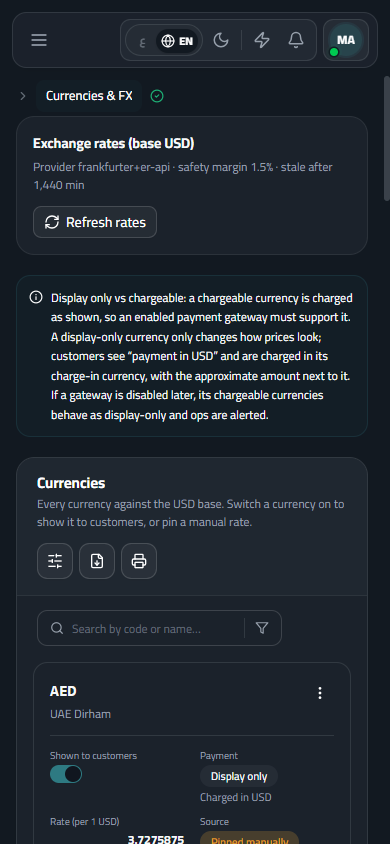 ع EN MA
Currencies & FX
Exchange rates (base USD)
Provider frankfurter+er-api · safety margin 1.5% · stale after
1,440 min
Refresh rates
Display only vs chargeable: a chargeable currency is charged
as shown, so an enabled payment gateway must support it.
A display-only currency only changes how prices look;
customers see “payment in USD” and are charged in its
charge-in currency, with the approximate amount next to it.
If a gateway is disabled later, its chargeable currencies
behave as display-only and ops are alerted.
Currencies
Every currency against the USD base. Switch a currency on to
show it to customers, or pin a manual rate.
Search by code or name...
AED
UAE Dirham
Shown to customers Payment
Display only
Charged in USD
Rate (per 1 USD) Source
3.7275875 Pinned manually